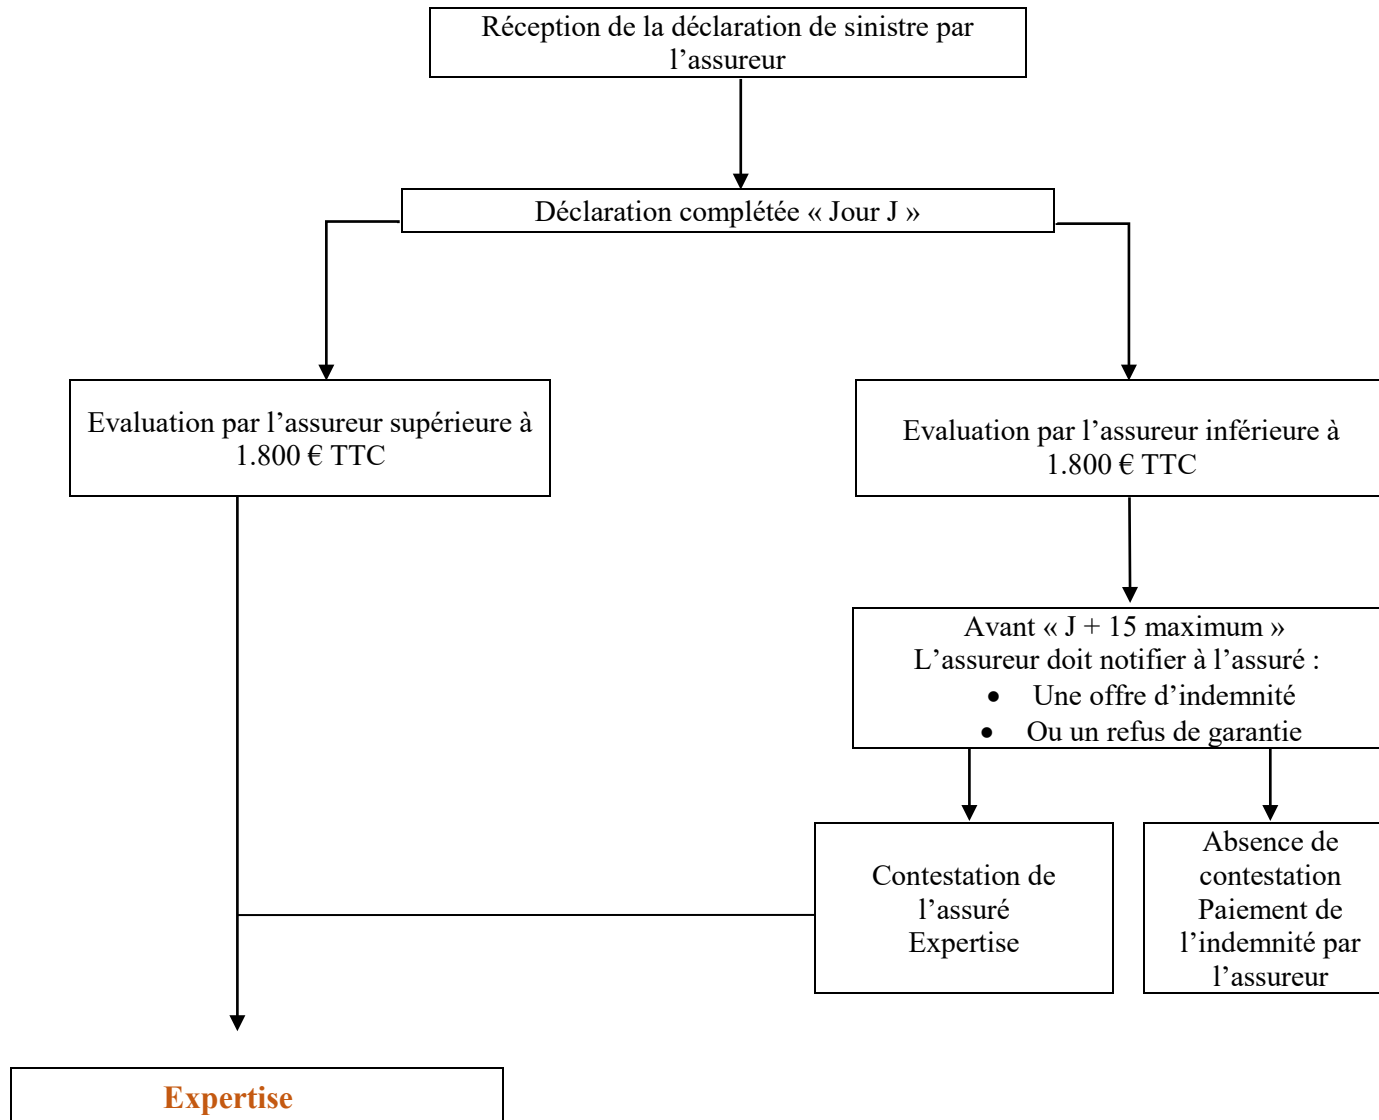 Réception de la déclaration de sinistre par
l’assureur
Déclaration complétée « Jour J »
Evaluation par l’assureur supérieure à
1.800 € TTC
Evaluation par l’assureur inférieure à
1.800 € TTC
Avant « J + 15 maximum »
L’assureur doit notifier à l’assuré :
• Une offre d’indemnité
• Ou un refus de garantie
Contestation de
l’assuré
Expertise
Absence de
contestation
Paiement de
l’indemnité par
l’assureur
Expertise